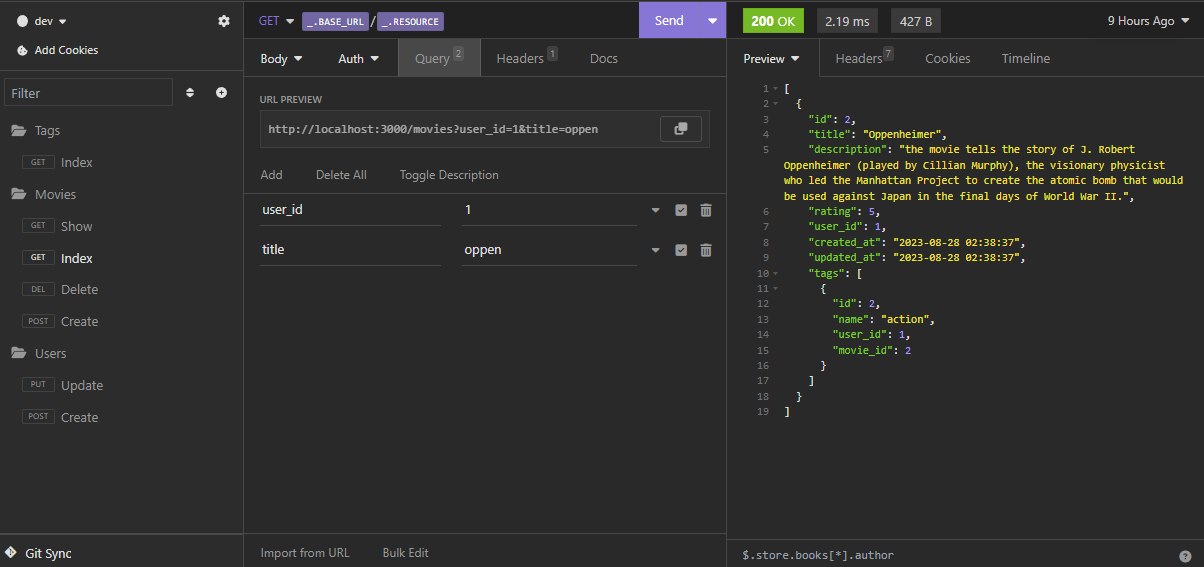 dev
Add Cookies
Filter
Tags
GET Index
Movies
GET Show
GET Index
DEL Delete
POST Create
Users
PUT Update
POST Create
Git Sync
GET _.BASE_URL / _.RESOURCE
Send
Body Auth Query 2 Headers 1 Docs
URL PREVIEW
http://localhost:3000/movies?user_id=1&title=oppen
Add Delete All Toggle Description
user_id 1
title oppen
Import from URL Bulk Edit
200 OK 2.19 ms 427 B 9 Hours Ago
Preview Headers 7 Cookies Timeline
1 [
2 {
3 "id": 2,
4 "title": "Oppenheimer",
5 "description": "the movie tells the story of J. Robert
Oppenheimer (played by Cillian Murphy), the visionary physicist
who led the Manhattan Project to create the atomic bomb that would
be used against Japan in the final days of World War II.",
6 "rating": 5,
7 "user_id": 1,
8 "created_at": "2023-08-28 02:38:37",
9 "updated_at": "2023-08-28 02:38:37",
10 "tags": [
11 {
12 "id": 2,
13 "name": "action",
14 "user_id": 1,
15 "movie_id": 2
16 }
17 ]
18 }
19 ]
$.store.books[*].author
?